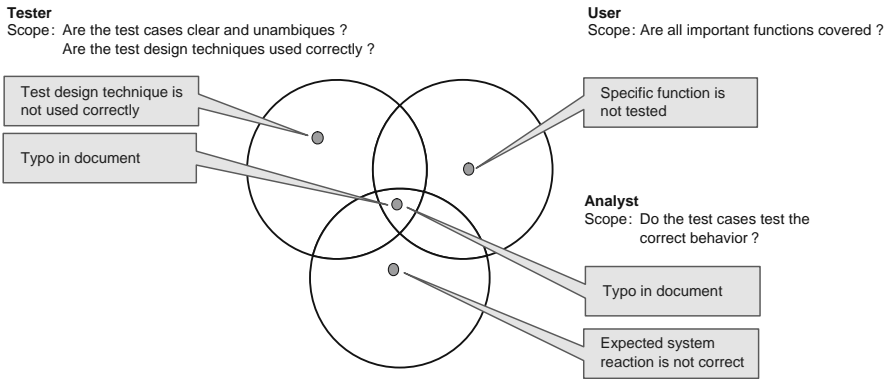 Tester
Scope: Are the test cases clear and unambiques ?
Are the test design techniques used correctly ?
User
Scope: Are all important functions covered ?
Test design technique is
not used correctly
Specific function is
not tested
Typo in document
Analyst
Scope: Do the test cases test the
correct behavior ?
Typo in document
Expected system
reaction is not correct